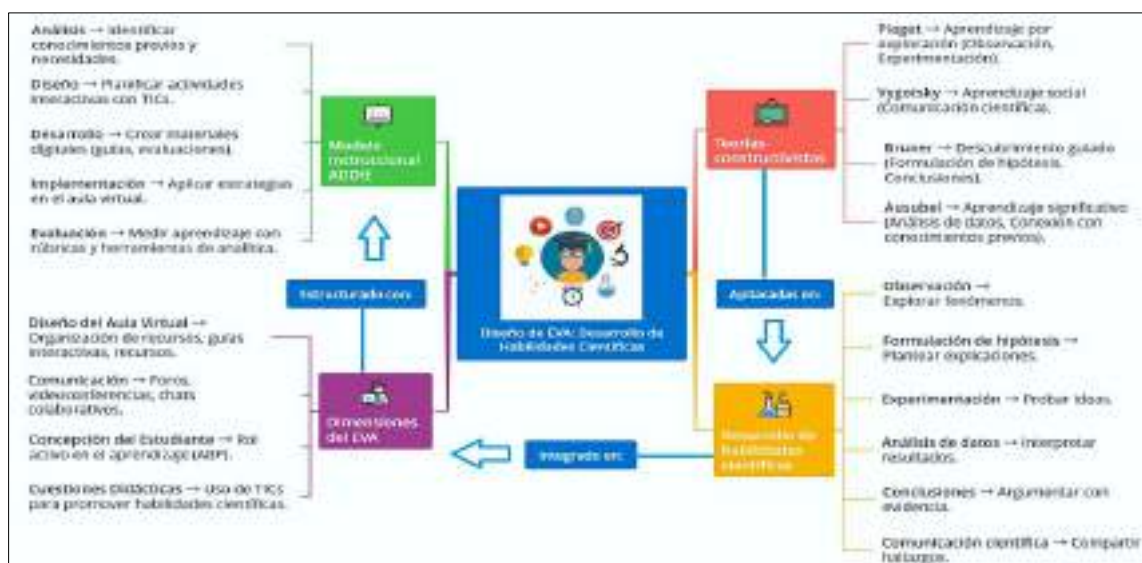 Análisis → Identificar
conocimientos previos y
necesidades.
Diseño → Planificar actividades
interactivas con TICs.
Desarrollo → Crear materiales
digitales (guías, evaluaciones).
Implementación → Aplicar estrategias
en el aula virtual.
Evaluación → Medir aprendizaje con
rúbricas y herramientas de analítica.
Modelo
Instruccional
ADDIE
Estructurado con:
Diseño del Aula Virtual →
Organización de recursos, guías
interactivas, recursos.
Comunicación → Foros,
videoconferencias, chats
colaborativos.
Concepción del Estudiante → Rol
activo en el aprendizaje (ABP).
Cuestiones Didácticas → Uso de TICs
para promover habilidades científicas.
Dimensiones
del EVA
Diseño de EVA: Desarrollo de
Habilidades Científicas
Teorías
constructivistas
Piaget → Aprendizaje por
exploración (Observación,
Experimentación).
Vygotsky → Aprendizaje social
(Comunicación científica).
Bruner → Descubrimiento guiado
(Formulación de hipótesis,
Conclusiones).
Ausubel → Aprendizaje significativo
(Análisis de datos, Conexión con
conocimientos previos).
Aplicadas en:
Desarrollo de
habilidades
científicas
Integrado en:
Observación →
Explorar fenómenos.
Formulación de hipótesis →
Plantear explicaciones.
Experimentación → Probar ideas.
Análisis de datos → Interpretar
resultados.
Conclusiones → Argumentar con
evidencia.
Comunicación científica → Compartir
hallazgos.